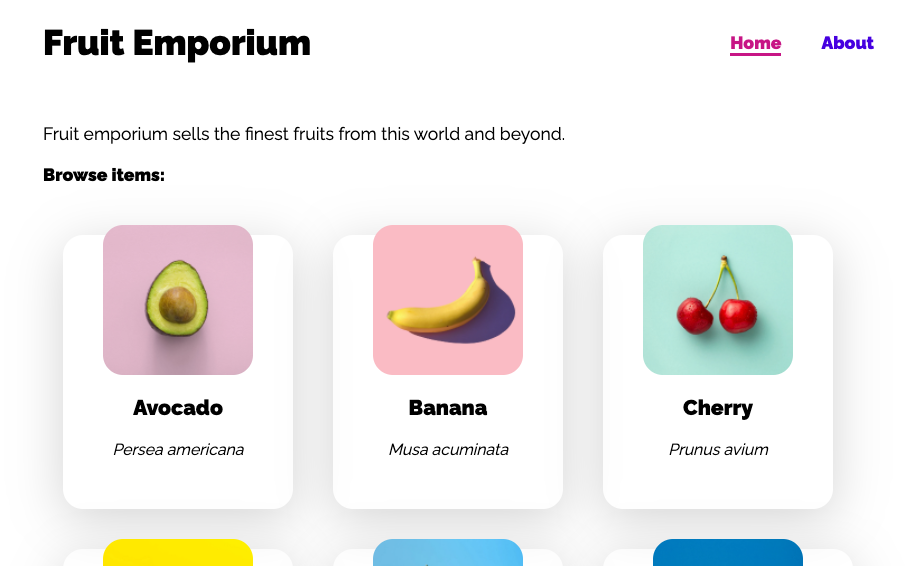 Fruit Emporium
Home About
Fruit emporium sells the finest fruits from this world and beyond.
Browse items:
Avocado Banana Cherry
Persea americana Musa acuminata Prunus avium